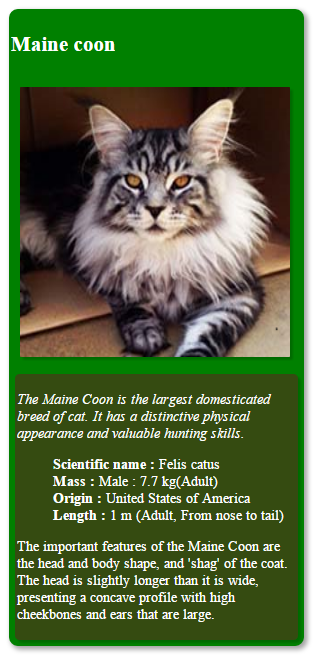 Maine coon
The Maine Coon is the largest domesticated
breed of cat. It has a distinctive physical
appearance and valuable hunting skills.
Scientific name : Felis catus
Mass : Male : 7.7 kg(Adult)
Origin : United States of America
Length : 1 m (Adult, From nose to tail)
The important features of the Maine Coon are
the head and body shape, and 'shag' of the coat.
The head is slightly longer than it is wide,
presenting a concave profile with high
cheekbones and ears that are large.